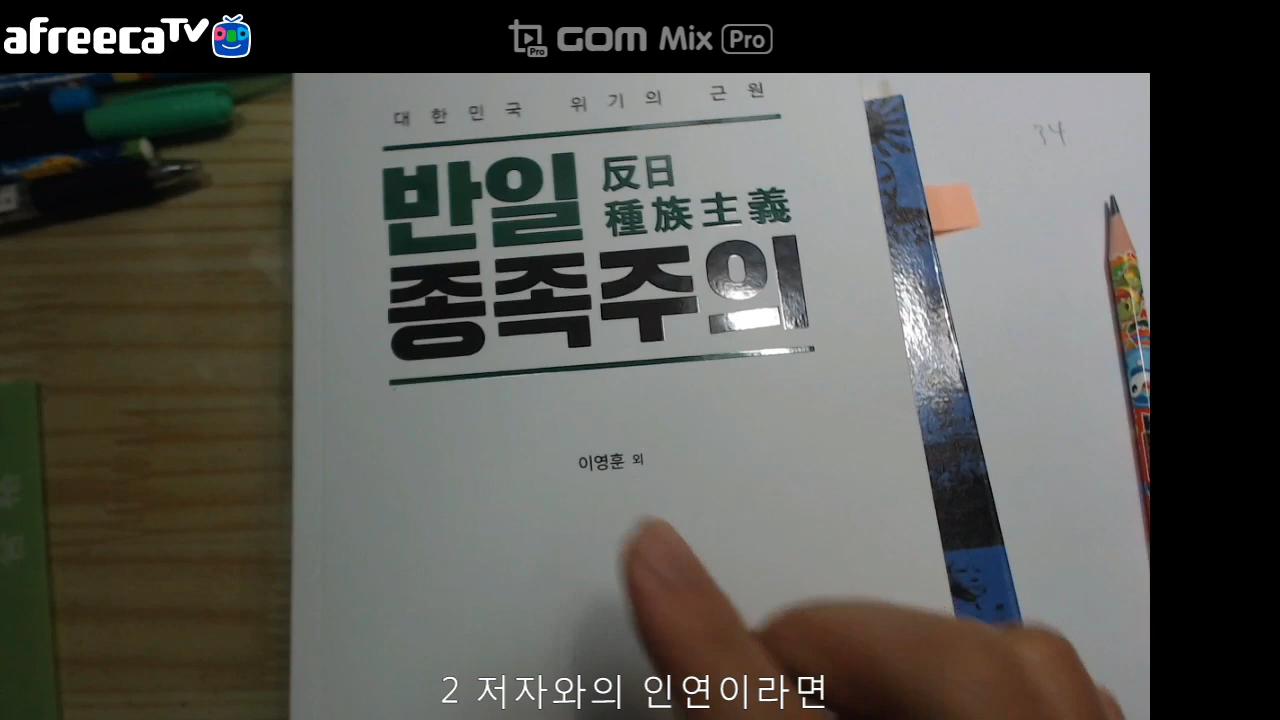 afreecaTV
GOM Mix Pro
Pro
대한민국 위기의 근원
반일 反日
種族主義
종족주의
34
이영훈 외
2 저자와의 인연이라면